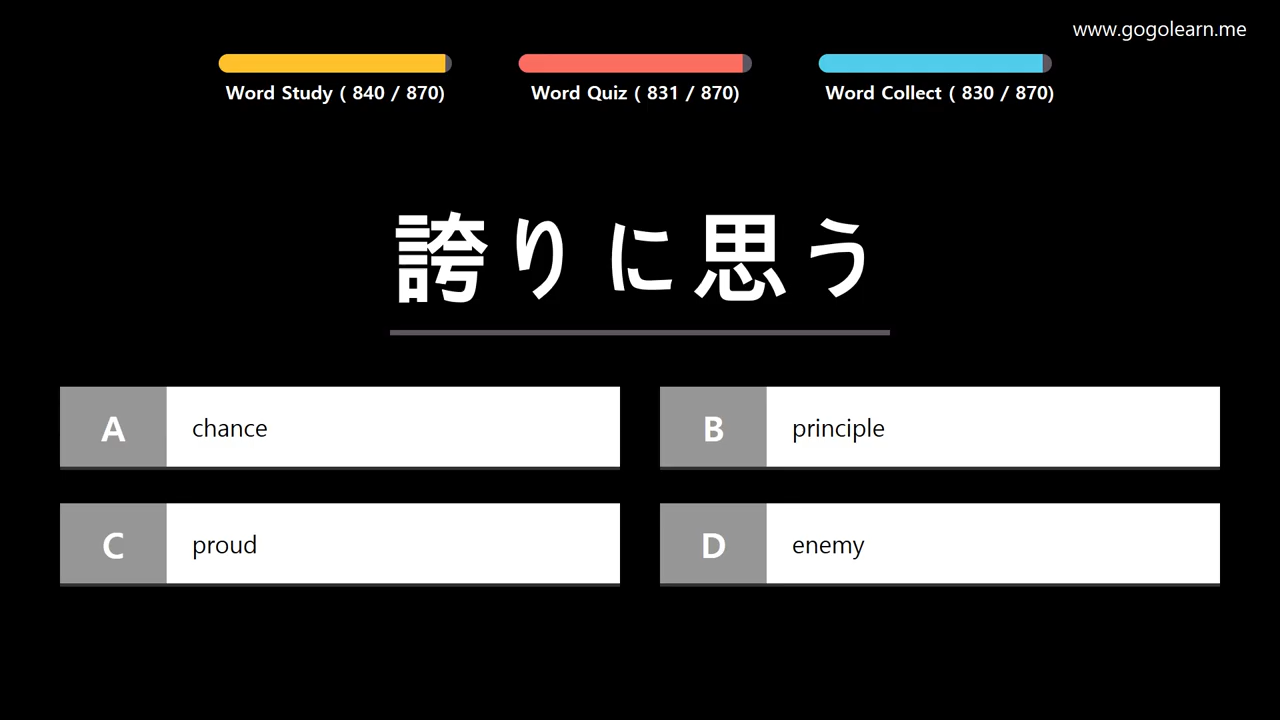 www.gogolearn.me
Word Study ( 840 / 870)
Word Quiz ( 831 / 870)
Word Collect ( 830 / 870)
誇りに思う
A chance
B principle
C proud
D enemy